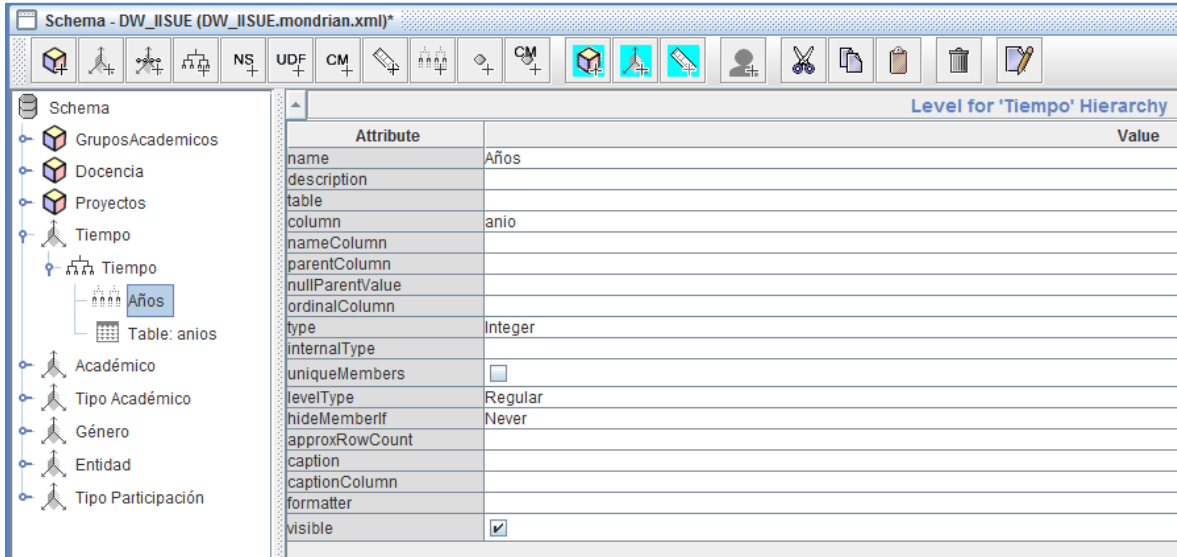 Schema - DW_IISUE (DW_IISUE.mondrian.xml)*
NS UDF CM CM
Schema
GruposAcademicos
Docencia
Proyectos
Tiempo
Tiempo
Años
Table: anios
Académico
Tipo Académico
Género
Entidad
Tipo Participación
Level for 'Tiempo' Hierarchy
Attribute Value
name Años
description
table
column anio
nameColumn
parentColumn
nullParentValue
ordinalColumn
type Integer
internalType
uniqueMembers
levelType Regular
hideMemberIf Never
approxRowCount
caption
captionColumn
formatter
visible